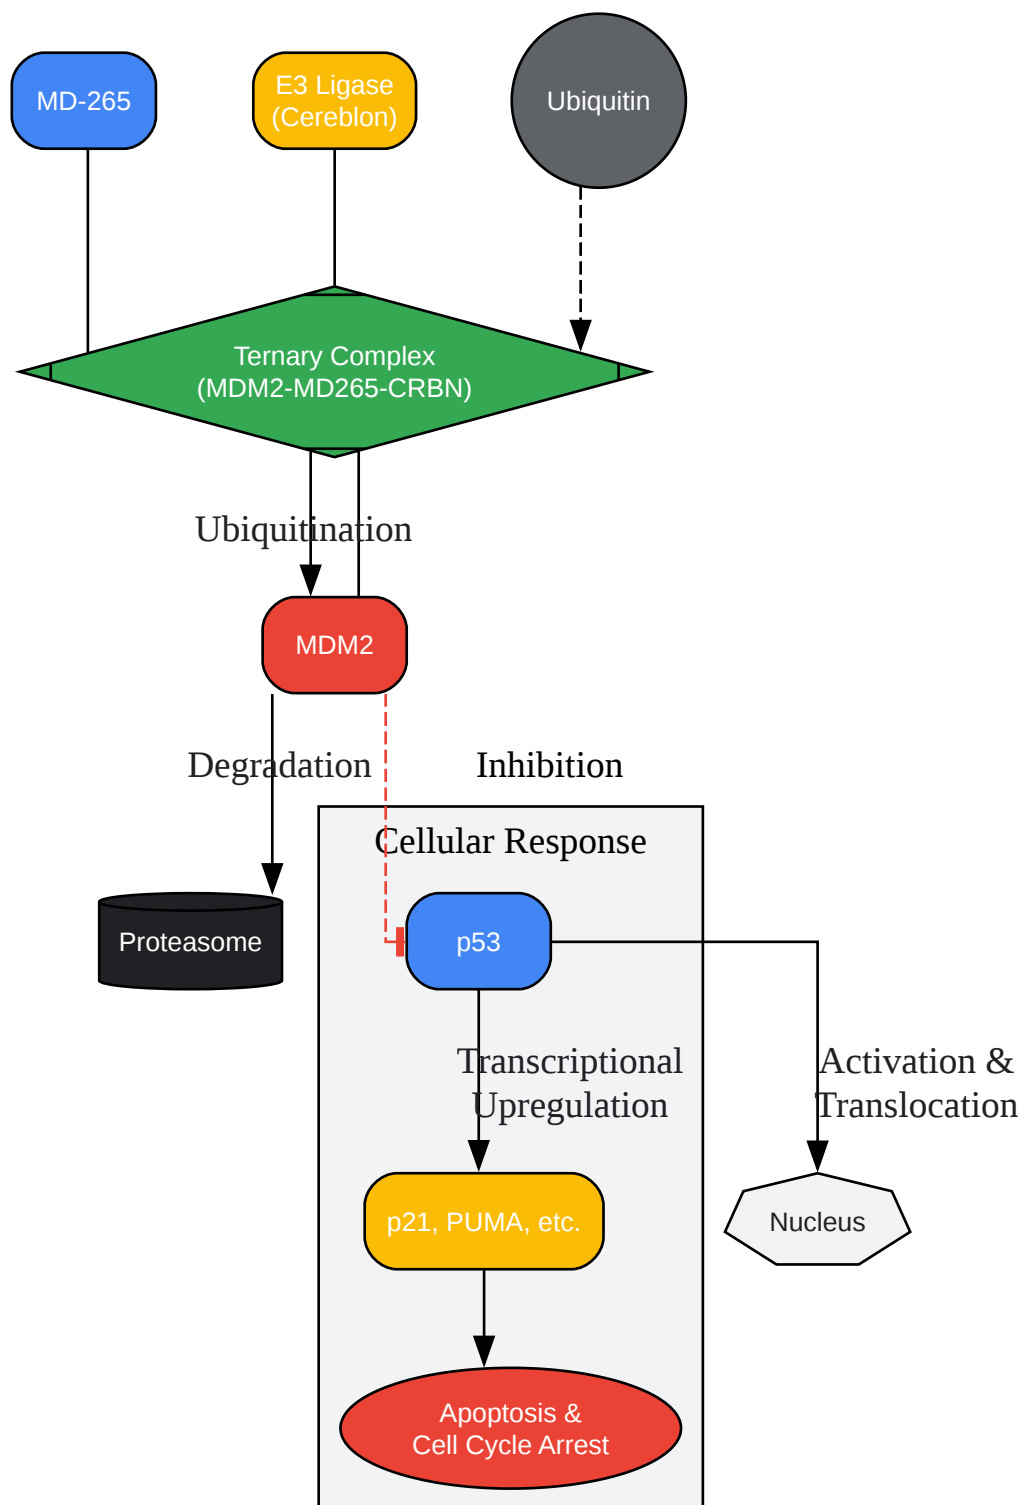 MD-265
E3 Ligase
(Cereblon)
Ubiquitin
Ternary Complex
(MDM2-MD265-CRBN)
Ubiquitination
MDM2
Degradation
Inhibition
Cellular Response
Proteasome
p53
Transcriptional
Upregulation
Activation &
Translocation
p21, PUMA, etc.
Nucleus
Apoptosis &
Cell Cycle Arrest